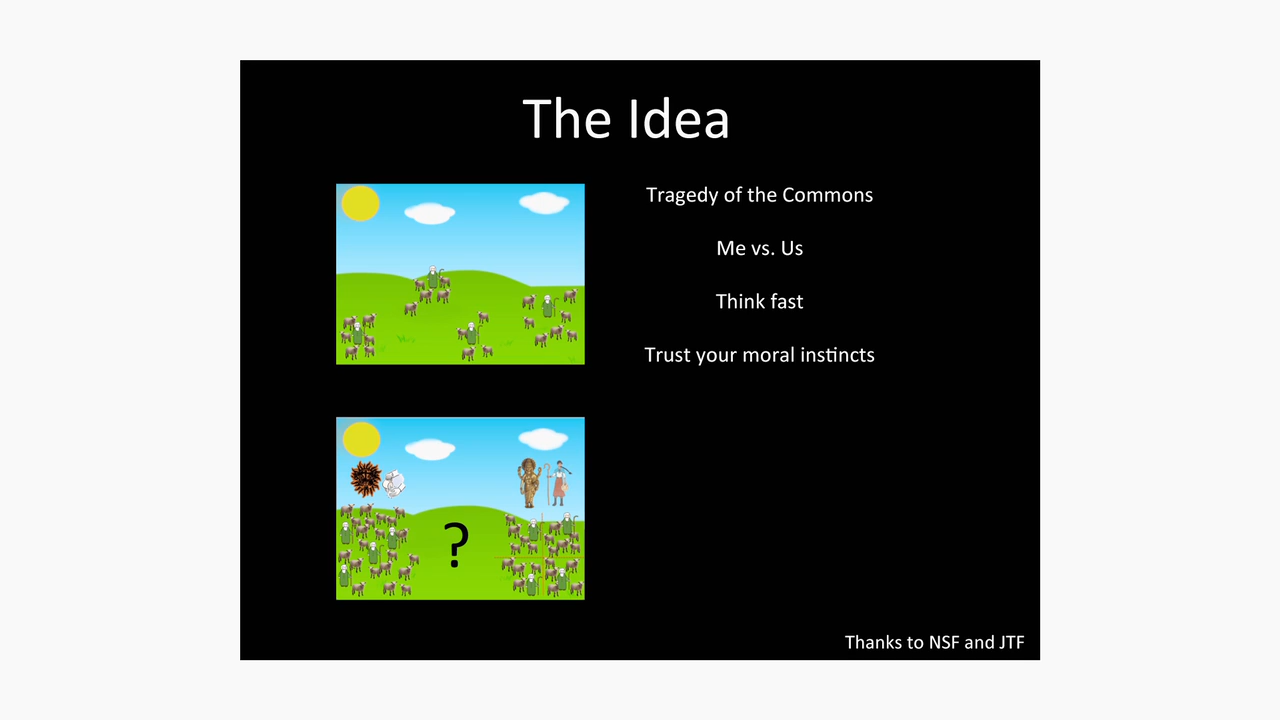 The Idea
Tragedy of the Commons
Me vs. Us
Think fast
Trust your moral instincts
?
Thanks to NSF and JTF